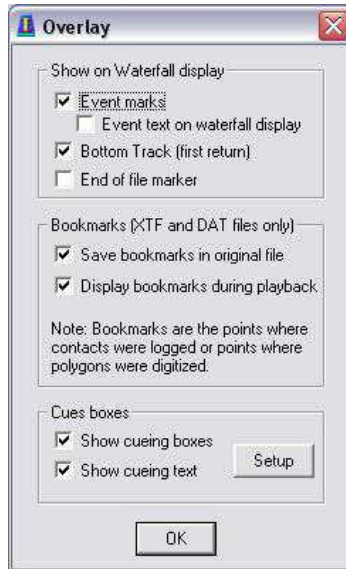 Overlay
Show on Waterfall display
Event marks
Event text on waterfall display
Bottom Track (first return)
End of file marker
Bookmarks (XTF and DAT files only)
Save bookmarks in original file
Display bookmarks during playback
Note: Bookmarks are the points where
contacts were logged or points where
polygons were digitized.
Cues boxes
Show cueing boxes
Show cueing text
Setup
OK